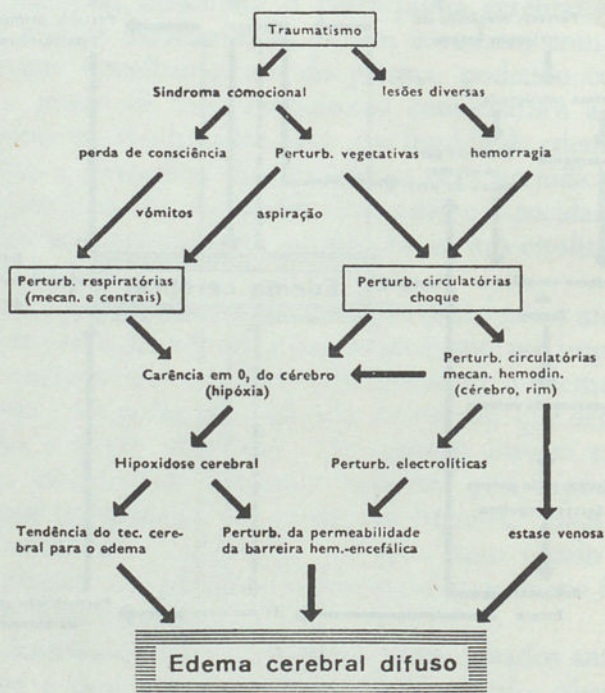 Traumatismo
Síndroma comocional
lesões diversas
perda de consciência
Perturb. vegetativas
hemorragia
vómitos
aspiração
Perturb. respiratórias
(mecan. e centrais)
Perturb. circulatórias
choque
Carência em O₂ do cérebro
(hipóxia)
Perturb. circulatórias
mecan. hemodin.
(cérebro, rim)
Hipoxidose cerebral
Perturb. electrolíticas
Tendência do tec. cere-
bral para o edema
Perturb. da permeabilidade
da barreira hem.-encefálica
estase venosa
Edema cerebral difuso